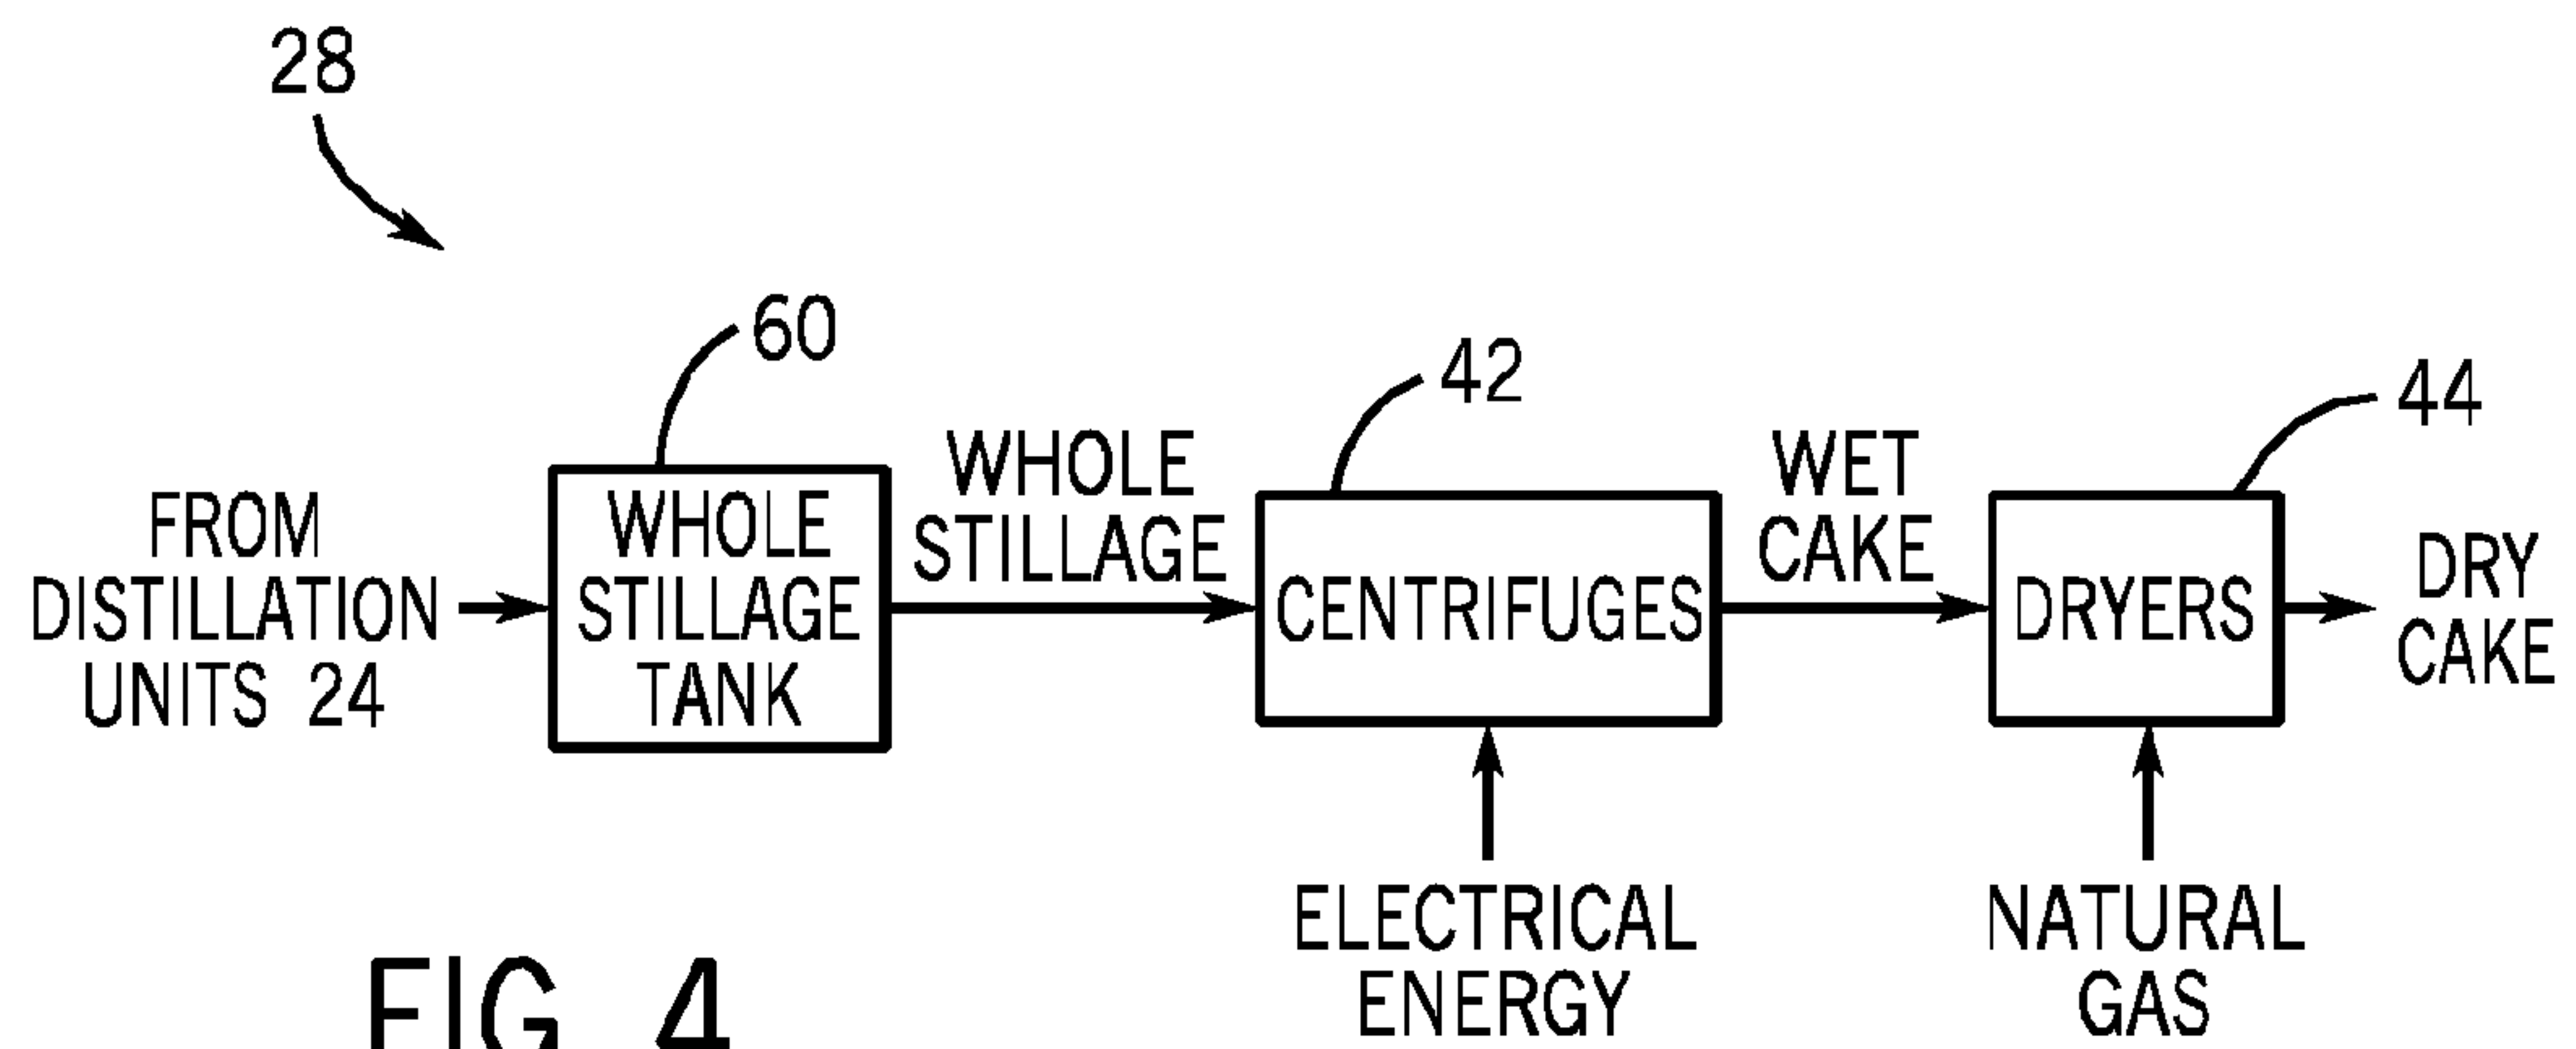 28
60
42
44
FROM
DISTILLATION
UNITS 24
WHOLE
STILLAGE
TANK
WHOLE
STILLAGE
CENTRIFUGES
WET
CAKE
DRYERS
DRY
CAKE
ELECTRICAL
ENERGY
NATURAL
GAS
FIG 4